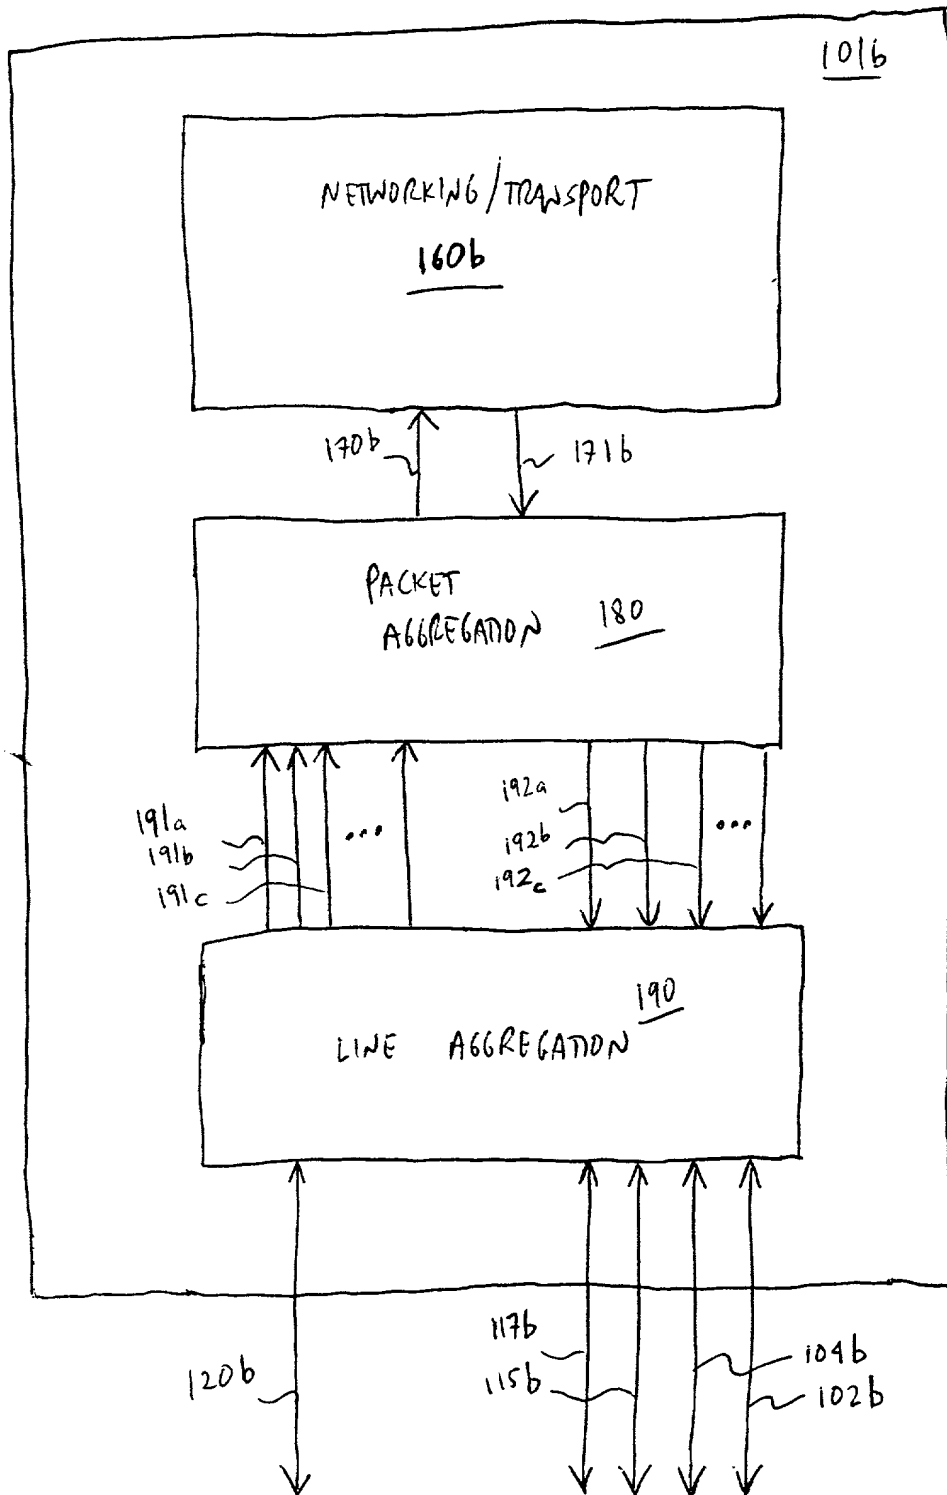 101b
NETWORKING/TRANSPORT
160b
170b
171b
PACKET
AGGREGATION 180
191a
191b
191c
...
192a
192b
192c
...
190
LINE AGGREGATION
120b
117b
115b
104b
102b